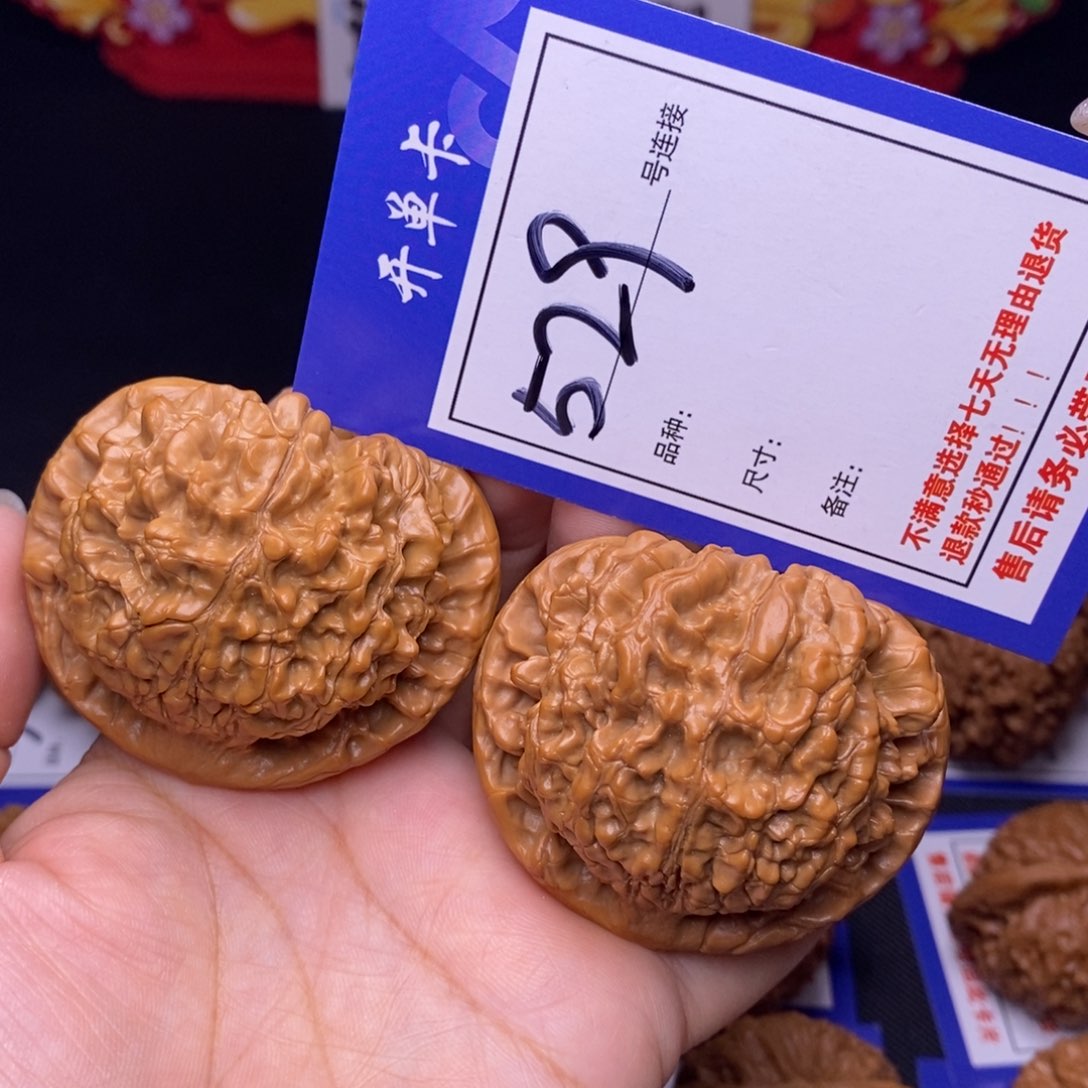 开单卡
529 号连接
品种：
尺寸：
备注：
不满意选择七天无理由退货
退款秒通过！！！
售后请务必